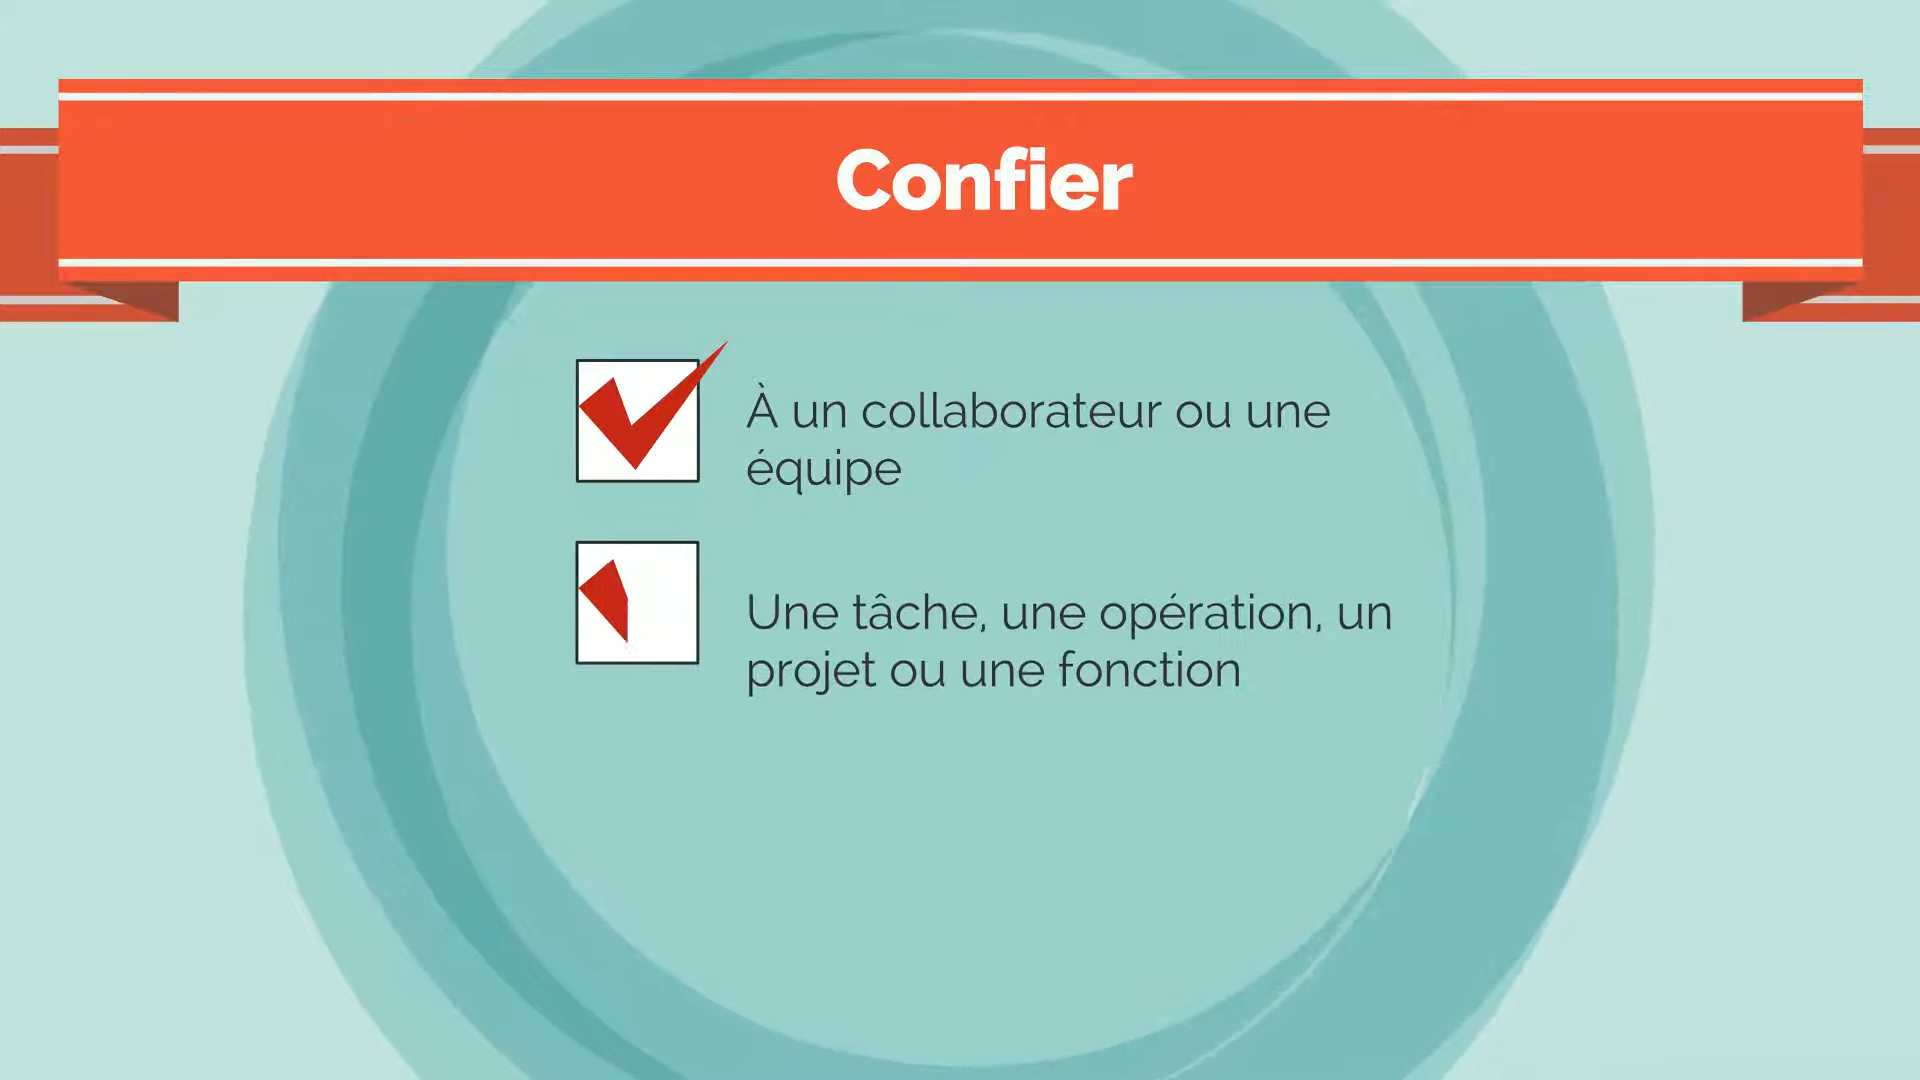 Confier
À un collaborateur ou une
équipe
Une tâche, une opération, un
projet ou une fonction